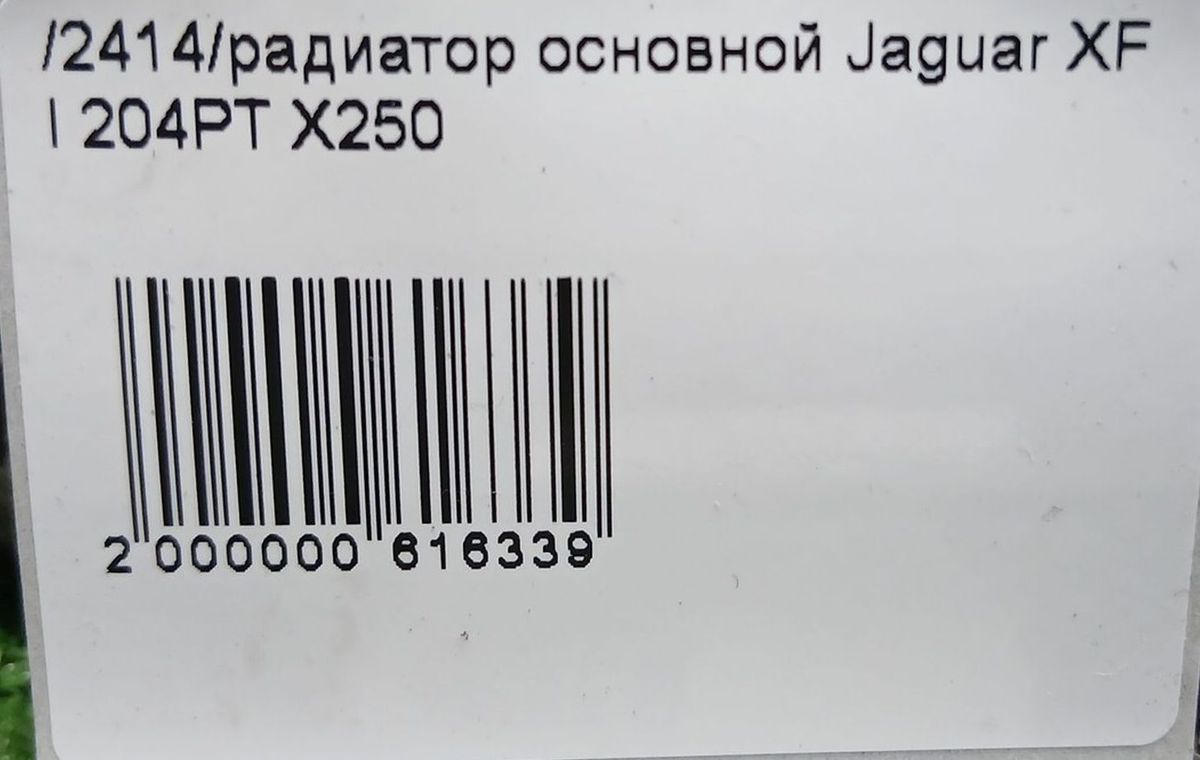 /2414/радиатор основной Jaguar XF
I 204PT X250
2 000000 616339